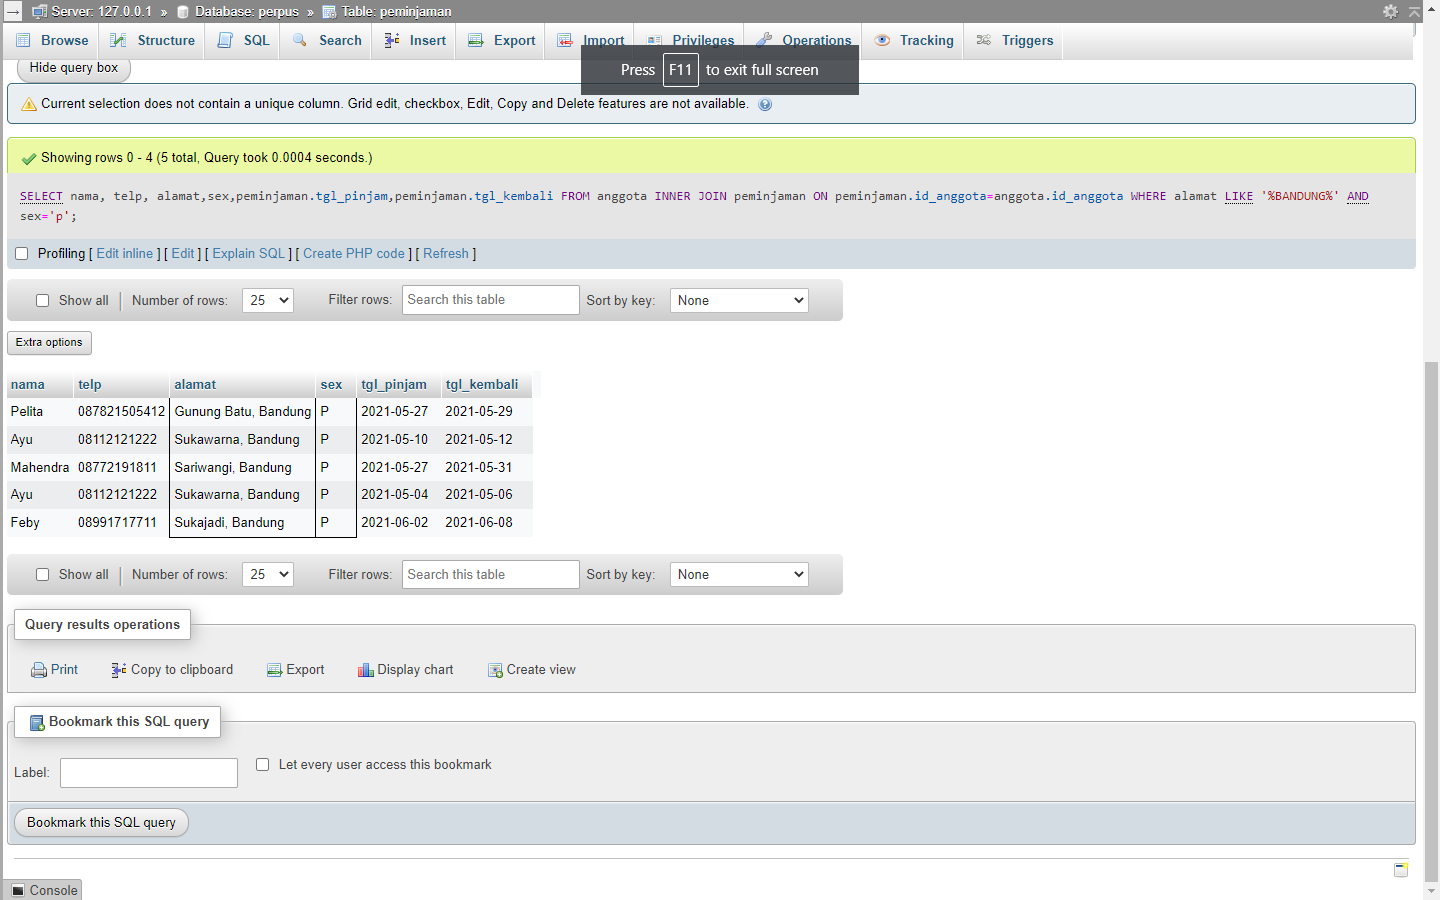 Server: 127.0.0.1 » Database: perpus » Table: peminjaman
Browse Structure SQL Search Insert Export Import Privileges Operations Tracking Triggers
Press F11 to exit full screen
Hide query box
Current selection does not contain a unique column. Grid edit, checkbox, Edit, Copy and Delete features are not available.
Showing rows 0 - 4 (5 total, Query took 0.0004 seconds.)
SELECT nama, telp, alamat,sex,peminjaman.tgl_pinjam,peminjaman.tgl_kembali FROM anggota INNER JOIN peminjaman ON peminjaman.id_anggota=anggota.id_anggota WHERE alamat LIKE '%BANDUNG%' AND
sex='p';
Profiling [ Edit inline ] [ Edit ] [ Explain SQL ] [ Create PHP code ] [ Refresh ]
Show all Number of rows: 25 Filter rows: Search this table Sort by key: None
Extra options
nama telp alamat sex tgl_pinjam tgl_kembali
Pelita 087821505412 Gunung Batu, Bandung P 2021-05-27 2021-05-29
Ayu 08112121222 Sukawarna, Bandung P 2021-05-10 2021-05-12
Mahendra 08772191811 Sariwangi, Bandung P 2021-05-27 2021-05-31
Ayu 08112121222 Sukawarna, Bandung P 2021-05-04 2021-05-06
Feby 08991717711 Sukajadi, Bandung P 2021-06-02 2021-06-08
Show all Number of rows: 25 Filter rows: Search this table Sort by key: None
Query results operations
Print Copy to clipboard Export Display chart Create view
Bookmark this SQL query
Label: Let every user access this bookmark
Bookmark this SQL query
Console